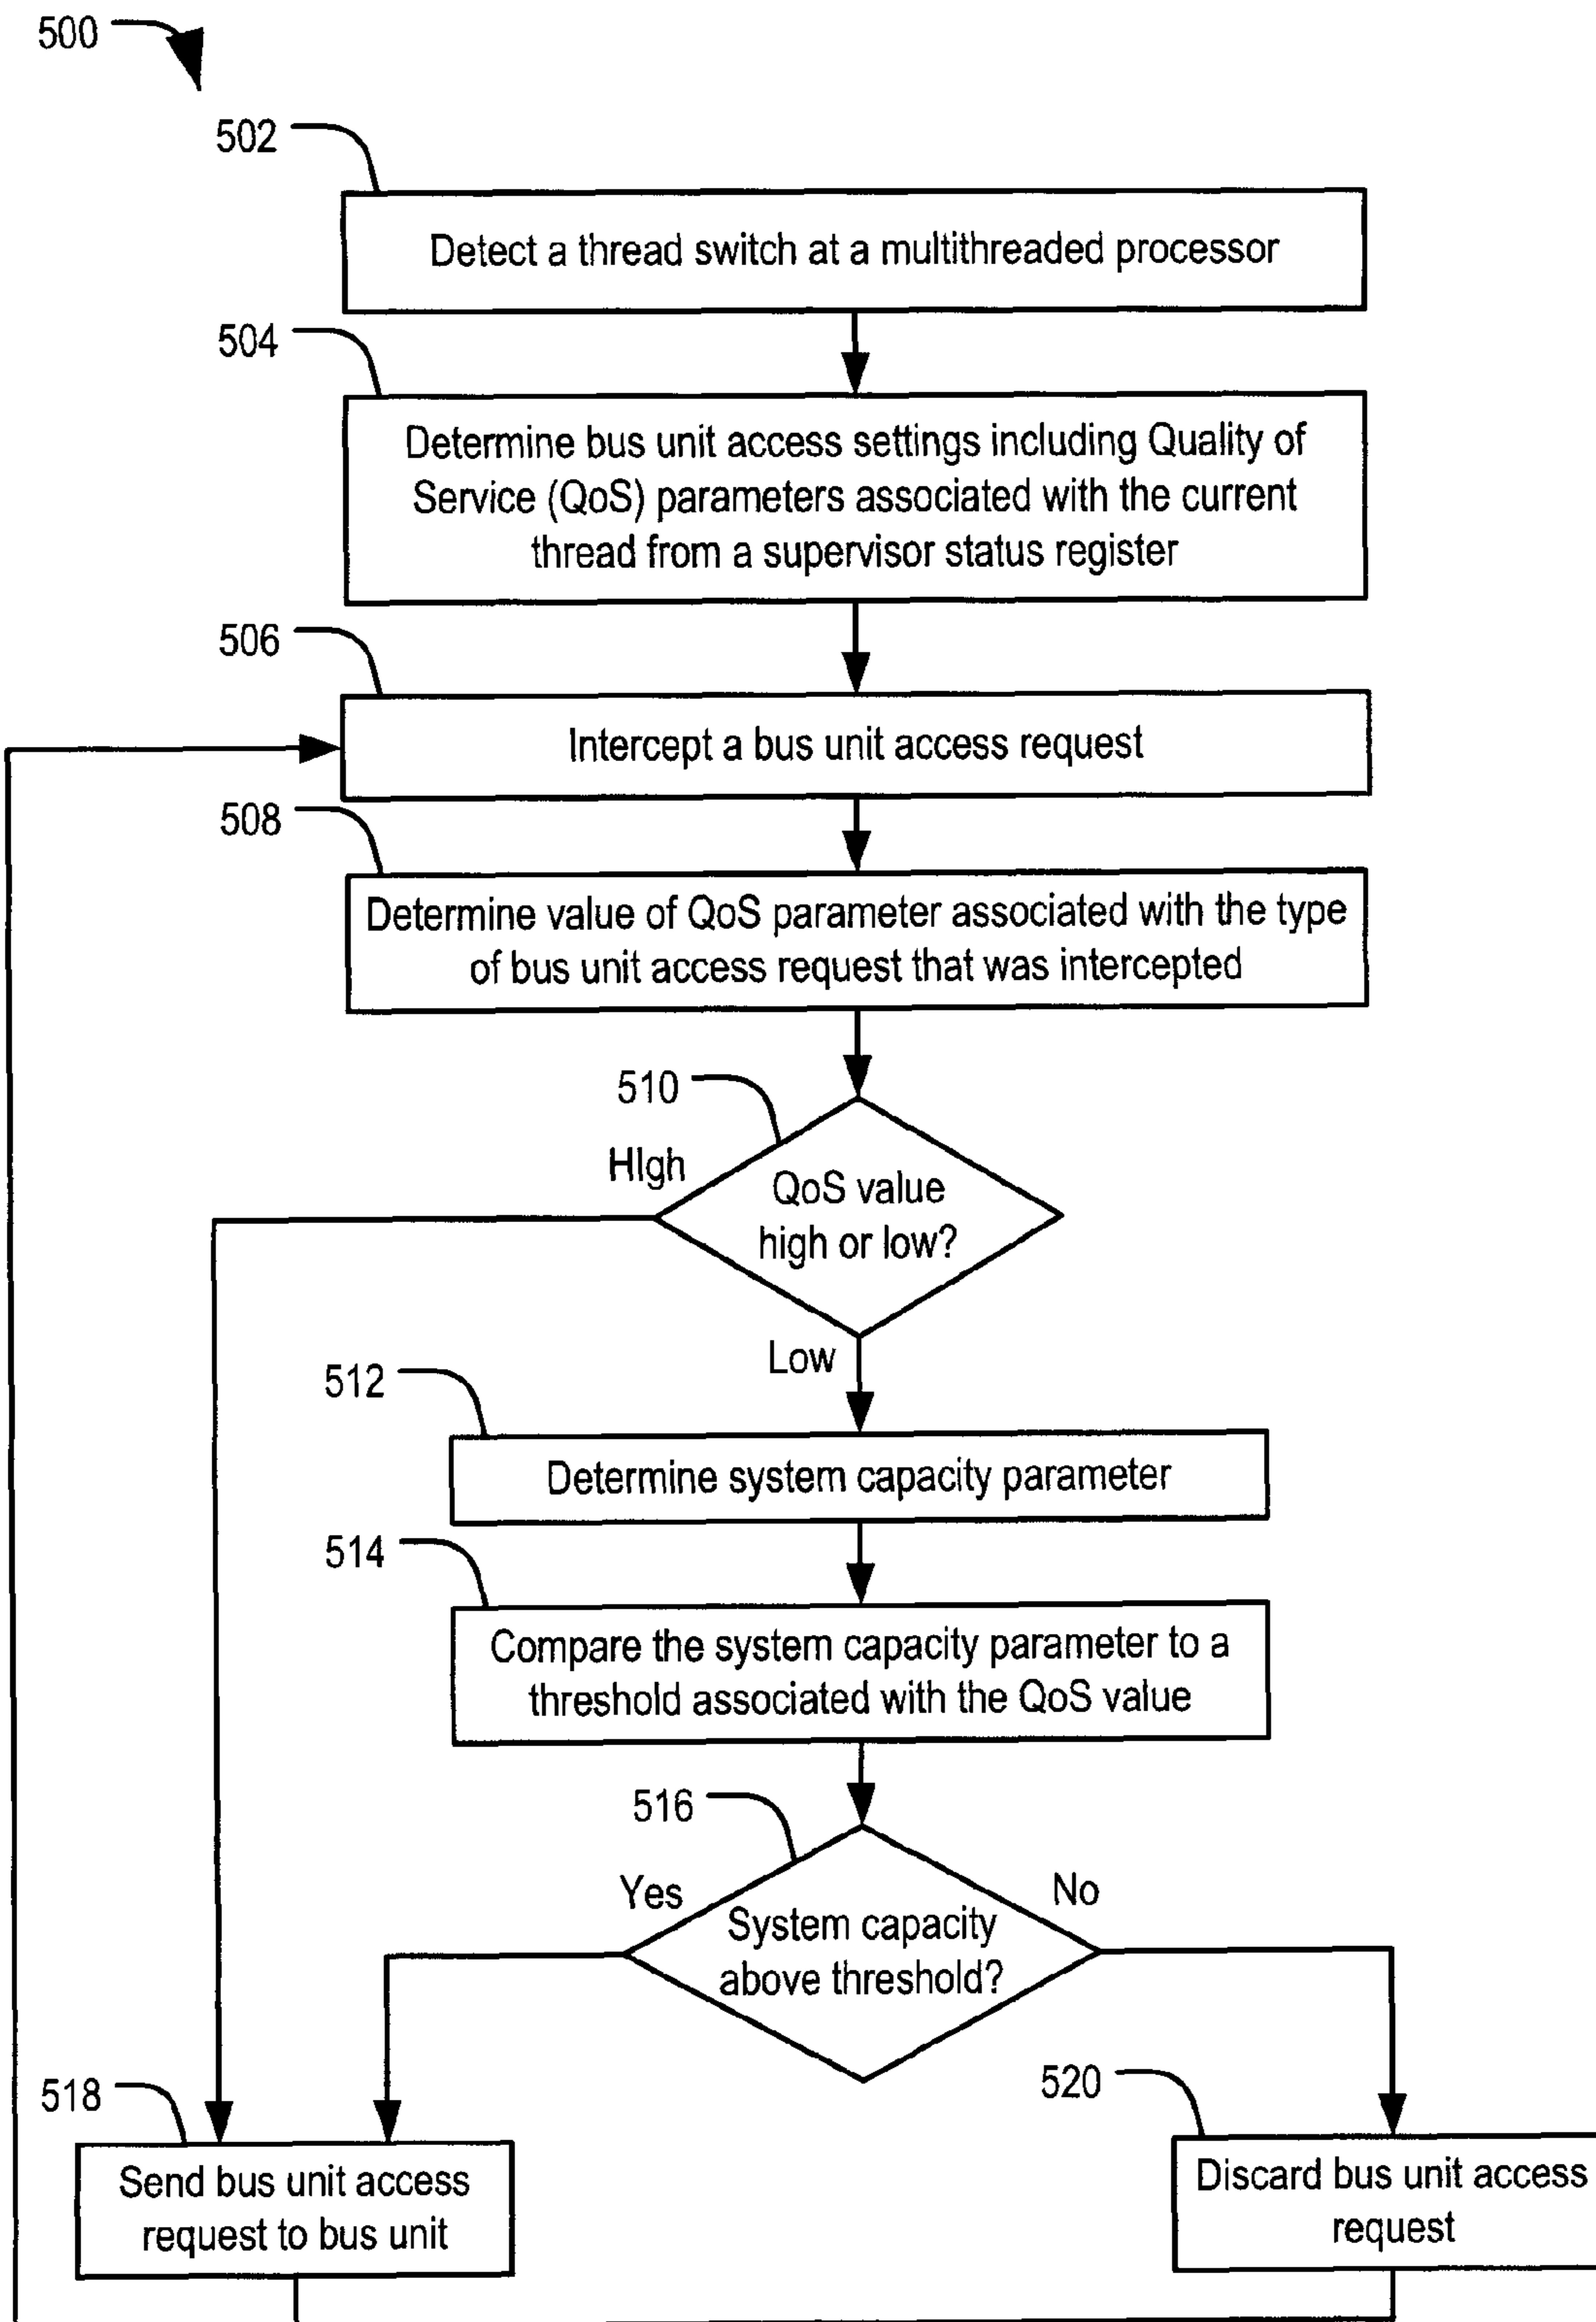 500
502
Detect a thread switch at a multithreaded processor
504
Determine bus unit access settings including Quality of
Service (QoS) parameters associated with the current
thread from a supervisor status register
506
Intercept a bus unit access request
508
Determine value of QoS parameter associated with the type
of bus unit access request that was intercepted
510
HIgh
QoS value
high or low?
Low
512
Determine system capacity parameter
514
Compare the system capacity parameter to a
threshold associated with the QoS value
516
Yes
No
System capacity
above threshold?
518
520
Send bus unit access
request to bus unit
Discard bus unit access
request